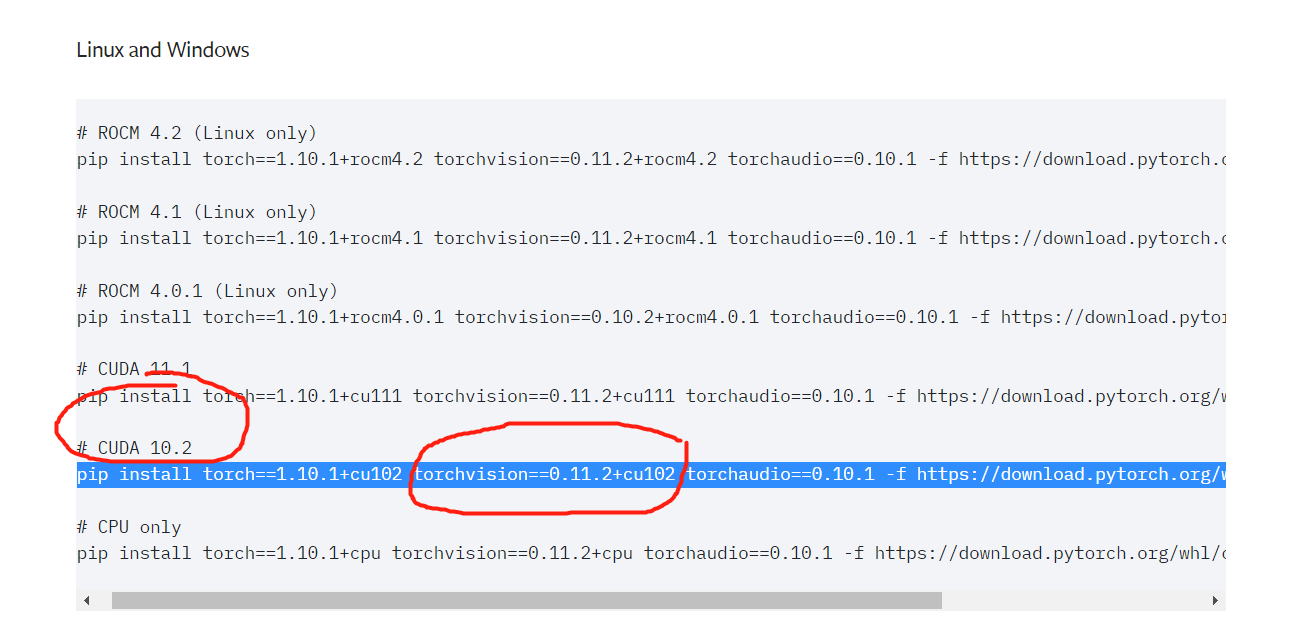 Linux and Windows
# ROCM 4.2 (Linux only)
pip install torch==1.10.1+rocm4.2 torchvision==0.11.2+rocm4.2 torchaudio==0.10.1 -f https://download.pytorch.
# ROCM 4.1 (Linux only)
pip install torch==1.10.1+rocm4.1 torchvision==0.11.2+rocm4.1 torchaudio==0.10.1 -f https://download.pytorch.
# ROCM 4.0.1 (Linux only)
pip install torch==1.10.1+rocm4.0.1 torchvision==0.10.2+rocm4.0.1 torchaudio==0.10.1 -f https://download.pyto
# CUDA 11.1
pip install torch==1.10.1+cu111 torchvision==0.11.2+cu111 torchaudio==0.10.1 -f https://download.pytorch.org/
# CUDA 10.2
pip install torch==1.10.1+cu102 torchvision==0.11.2+cu102 torchaudio==0.10.1 -f https://download.pytorch.org/
# CPU only
pip install torch==1.10.1+cpu torchvision==0.11.2+cpu torchaudio==0.10.1 -f https://download.pytorch.org/whl/